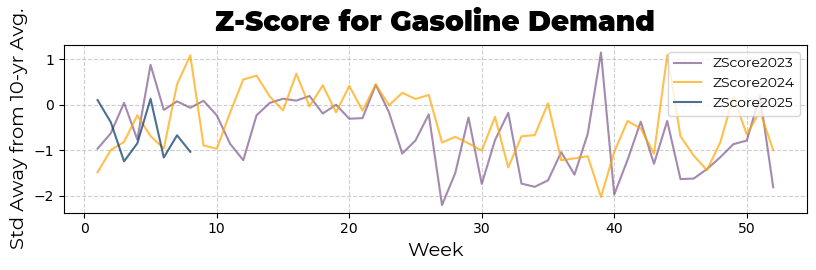 Z-Score for Gasoline Demand
Std Away from 10-yr Avg.
1
0
−1
−2
ZScore2023
ZScore2024
ZScore2025
0
10
20
30
40
50
Week